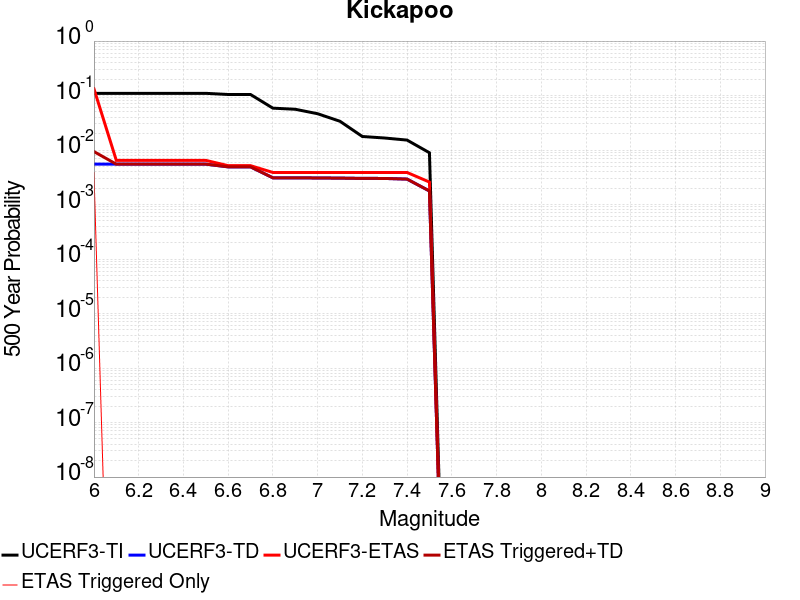 Kickapoo
10^0
10^-1
10^-2
10^-3
10^-4
10^-5
10^-6
10^-7
10^-8
500 Year Probability
6 6.2 6.4 6.6 6.8 7 7.2 7.4 7.6 7.8 8 8.2 8.4 8.6 8.8 9
Magnitude
UCERF3-TI UCERF3-TD UCERF3-ETAS ETAS Triggered+TD
ETAS Triggered Only